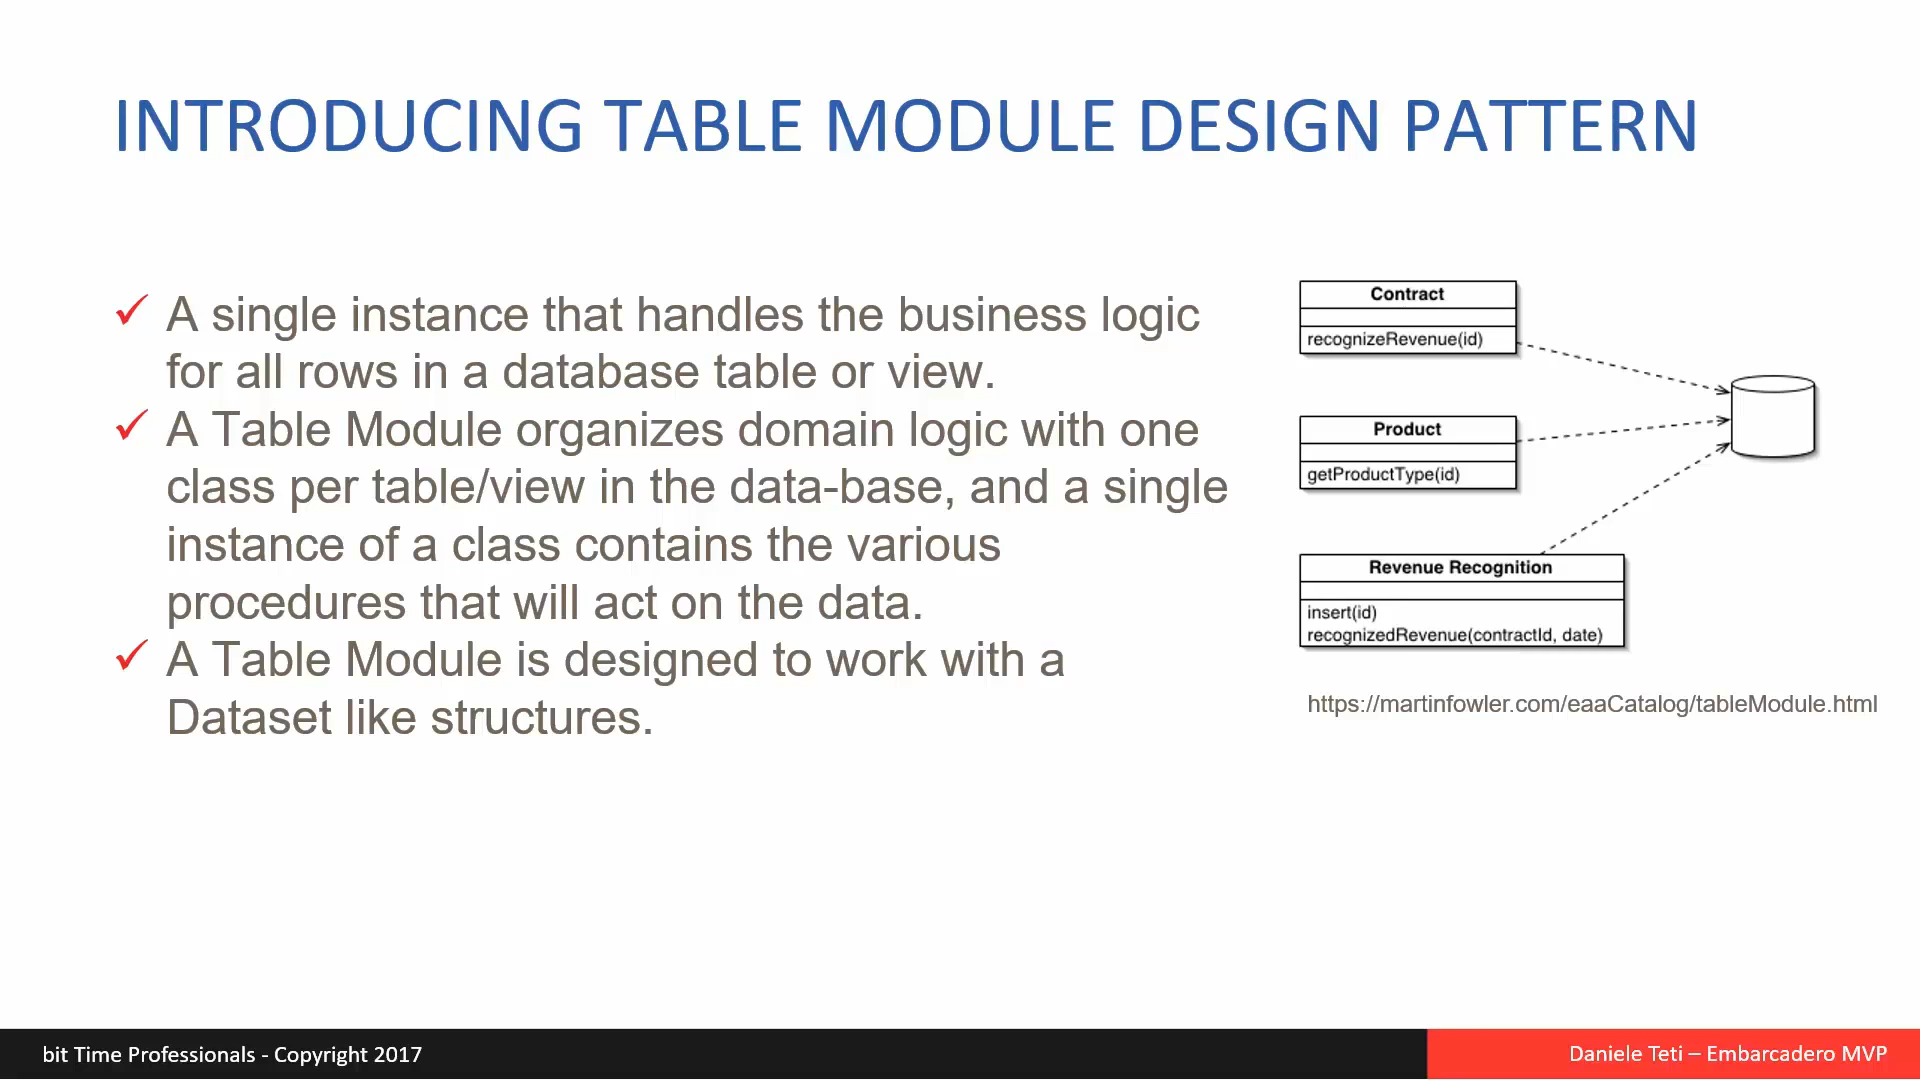 INTRODUCING TABLE MODULE DESIGN PATTERN
A single instance that handles the business logic
for all rows in a database table or view.
A Table Module organizes domain logic with one
class per table/view in the data-base, and a single
instance of a class contains the various
procedures that will act on the data.
A Table Module is designed to work with a
Dataset like structures.
Contract
recognizeRevenue(id)
Product
getProductType(id)
Revenue Recognition
insert(id)
recognizedRevenue(contractId, date)
https://martinfowler.com/eaaCatalog/tableModule.html
bit Time Professionals - Copyright 2017
Daniele Teti – Embarcadero MVP